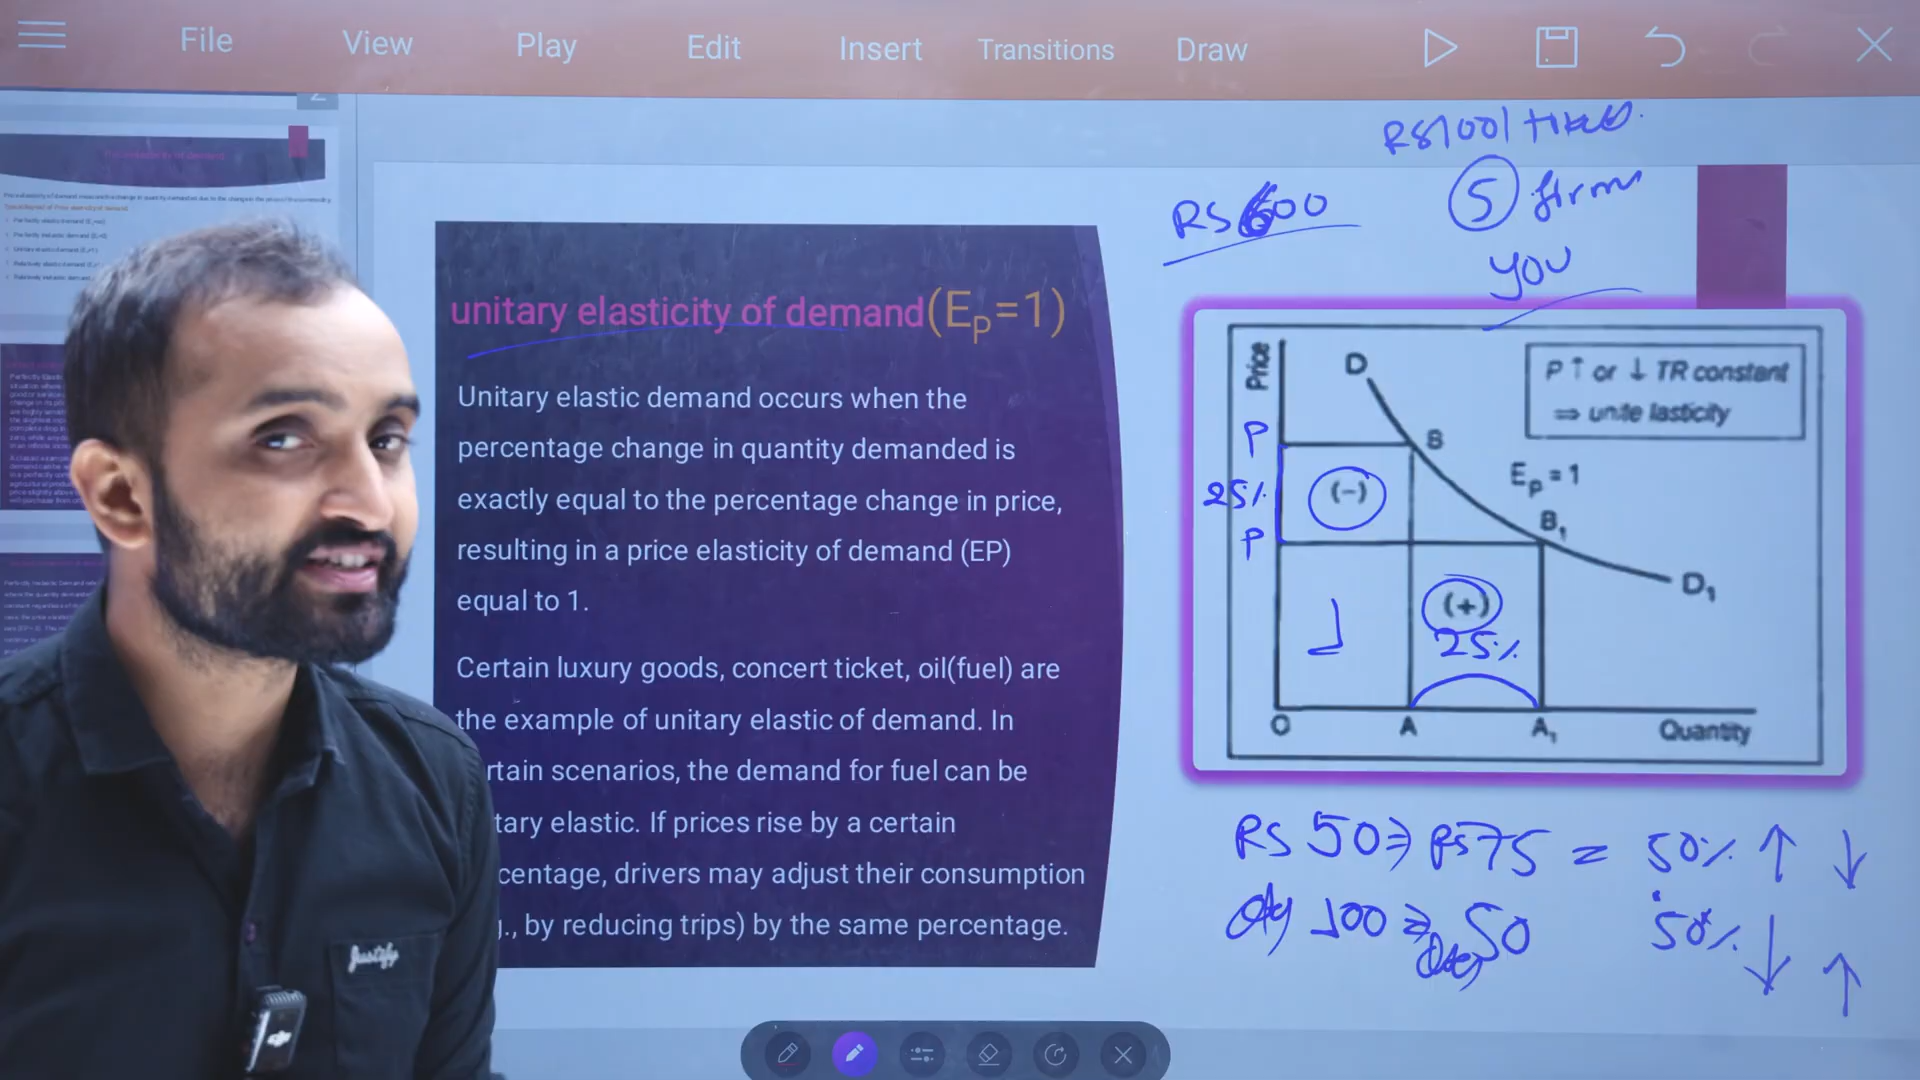 File View Play Edit Insert Transitions Draw
RS 600
5 firms
you
unitary elasticity of demand(Ep=1)
Unitary elastic demand occurs when the
percentage change in quantity demanded is
exactly equal to the percentage change in price,
resulting in a price elasticity of demand (EP)
equal to 1.
Certain luxury goods, concert ticket, oil(fuel) are
the example of unitary elastic of demand. In
rtain scenarios, the demand for fuel can be
tary elastic. If prices rise by a certain
centage, drivers may adjust their consumption
., by reducing trips) by the same percentage.
Price
D
P ↑ or ↓ TR constant
⇒ unite lasticity
P
B
25%
(-)
Ep = 1
P
B1
D1
(+)
25%
O A A1 Quantity
RS 50 ⇒ RS 75 = 50% ↑ ↓
Qty 100 ⇒ 50 50% ↓ ↑
Justify